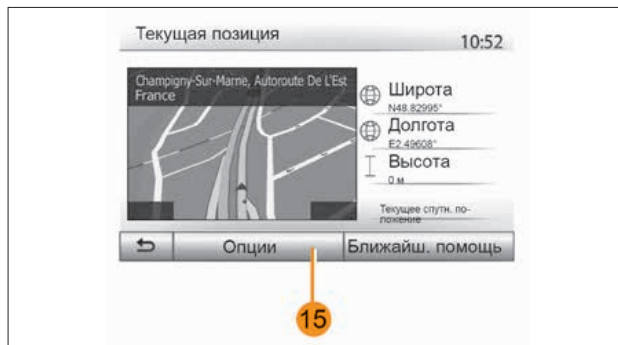 Текущая позиция
10:52
Champigny-Sur-Marne, Autoroute De L'Est
France
Широта
N48.82995°
Долгота
E2.49608°
Высота
0 м
Текущее спутн. по-
ложение
Опции
Ближайш. помощь
15